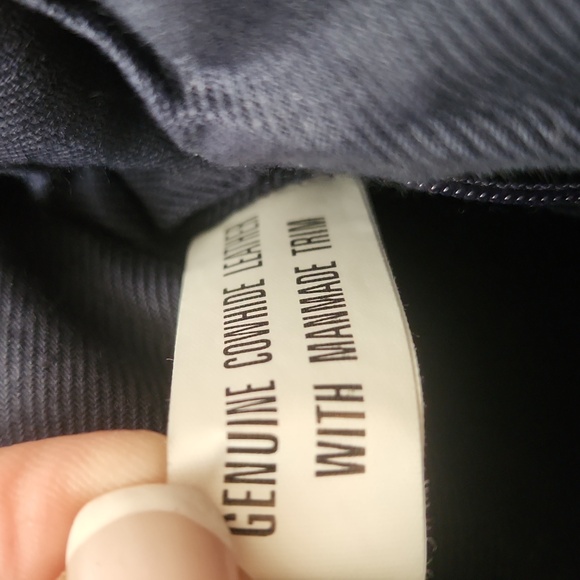 GENUINE COWHIDE LEATHER
WITH MANMADE TRIM